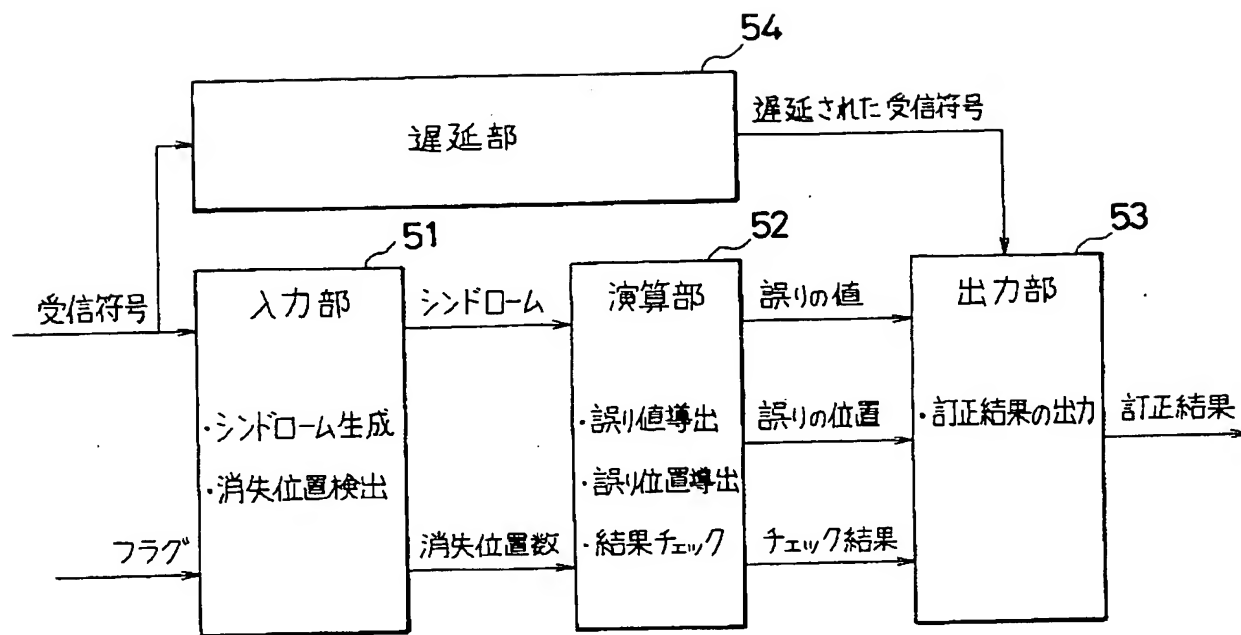 54
遅延部
遅延された受信符号
51
52
53
受信符号
入力部
シンドローム
演算部
誤りの値
出力部
・シンドローム生成
・消失位置検出
・誤り値導出
・誤り位置導出
・結果チェック
誤りの位置
・訂正結果の出力
訂正結果
フラグ
消失位置数
チェック結果